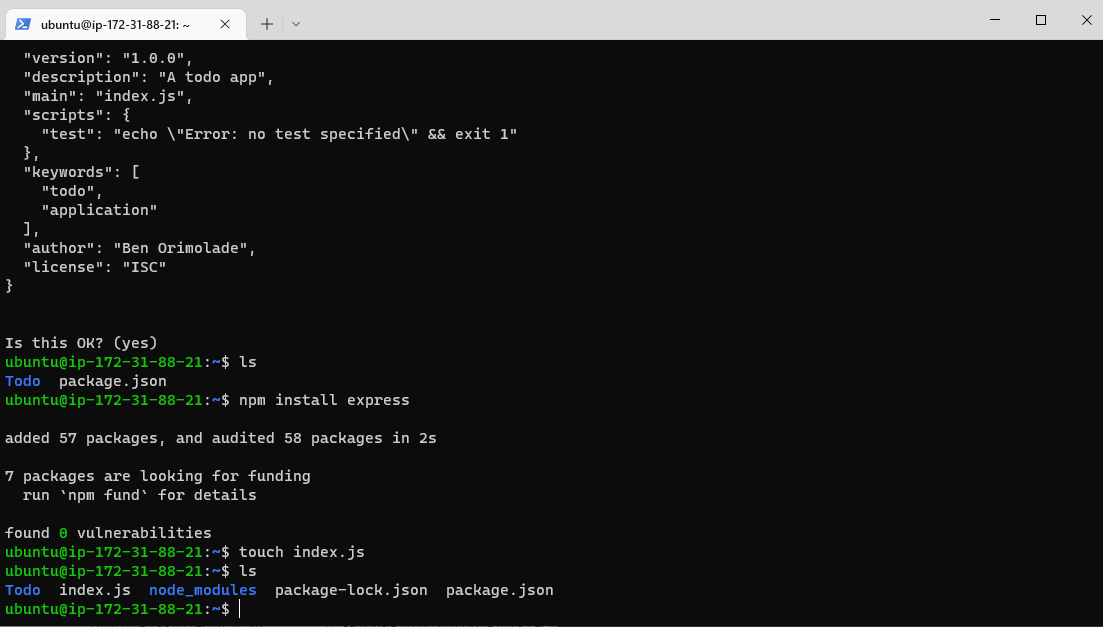 ubuntu@ip-172-31-88-21: ~
  "version": "1.0.0",
  "description": "A todo app",
  "main": "index.js",
  "scripts": {
    "test": "echo \"Error: no test specified\" && exit 1"
  },
  "keywords": [
    "todo",
    "application"
  ],
  "author": "Ben Orimolade",
  "license": "ISC"
}
Is this OK? (yes)
ubuntu@ip-172-31-88-21:~$ ls
Todo  package.json
ubuntu@ip-172-31-88-21:~$ npm install express
added 57 packages, and audited 58 packages in 2s
7 packages are looking for funding
  run `npm fund` for details
found 0 vulnerabilities
ubuntu@ip-172-31-88-21:~$ touch index.js
ubuntu@ip-172-31-88-21:~$ ls
Todo  index.js  node_modules  package-lock.json  package.json
ubuntu@ip-172-31-88-21:~$